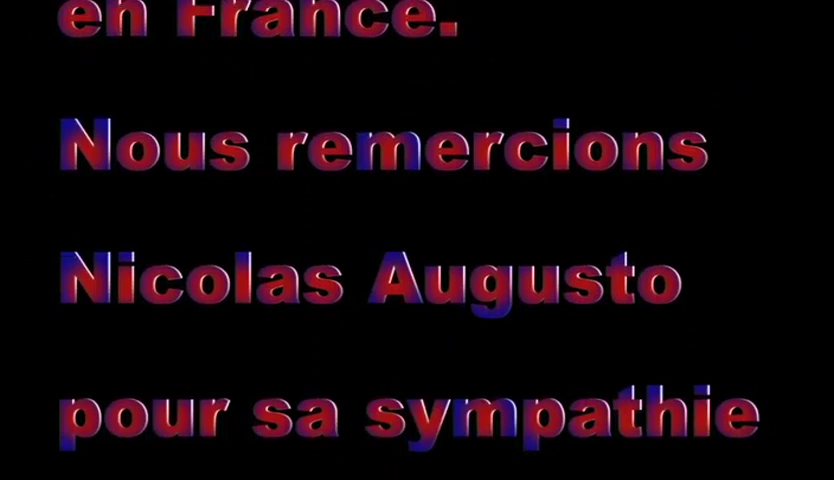 en France.
Nous remercions
Nicolas Augusto
pour sa sympathie